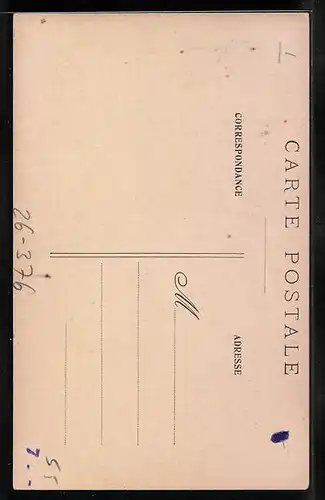 CARTE POSTALE
CORRESPONDANCE
ADRESSE
M
26-376
55
7.-
1